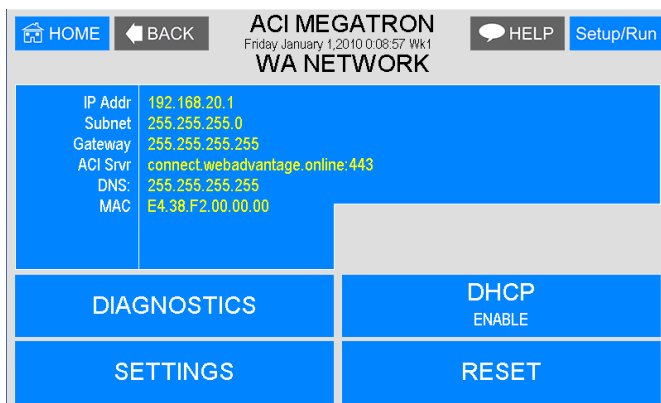 HOME
BACK
ACI MEGATRON
Friday January 1,2010 0:08:57 Wk1
WA NETWORK
HELP
Setup/Run
IP Addr 192.168.20.1
Subnet 255.255.255.0
Gateway 255.255.255.255
ACI Srvr connect.webadvantage.online:443
DNS: 255.255.255.255
MAC E4.38.F2.00.00.00
DIAGNOSTICS
DHCP
ENABLE
SETTINGS
RESET